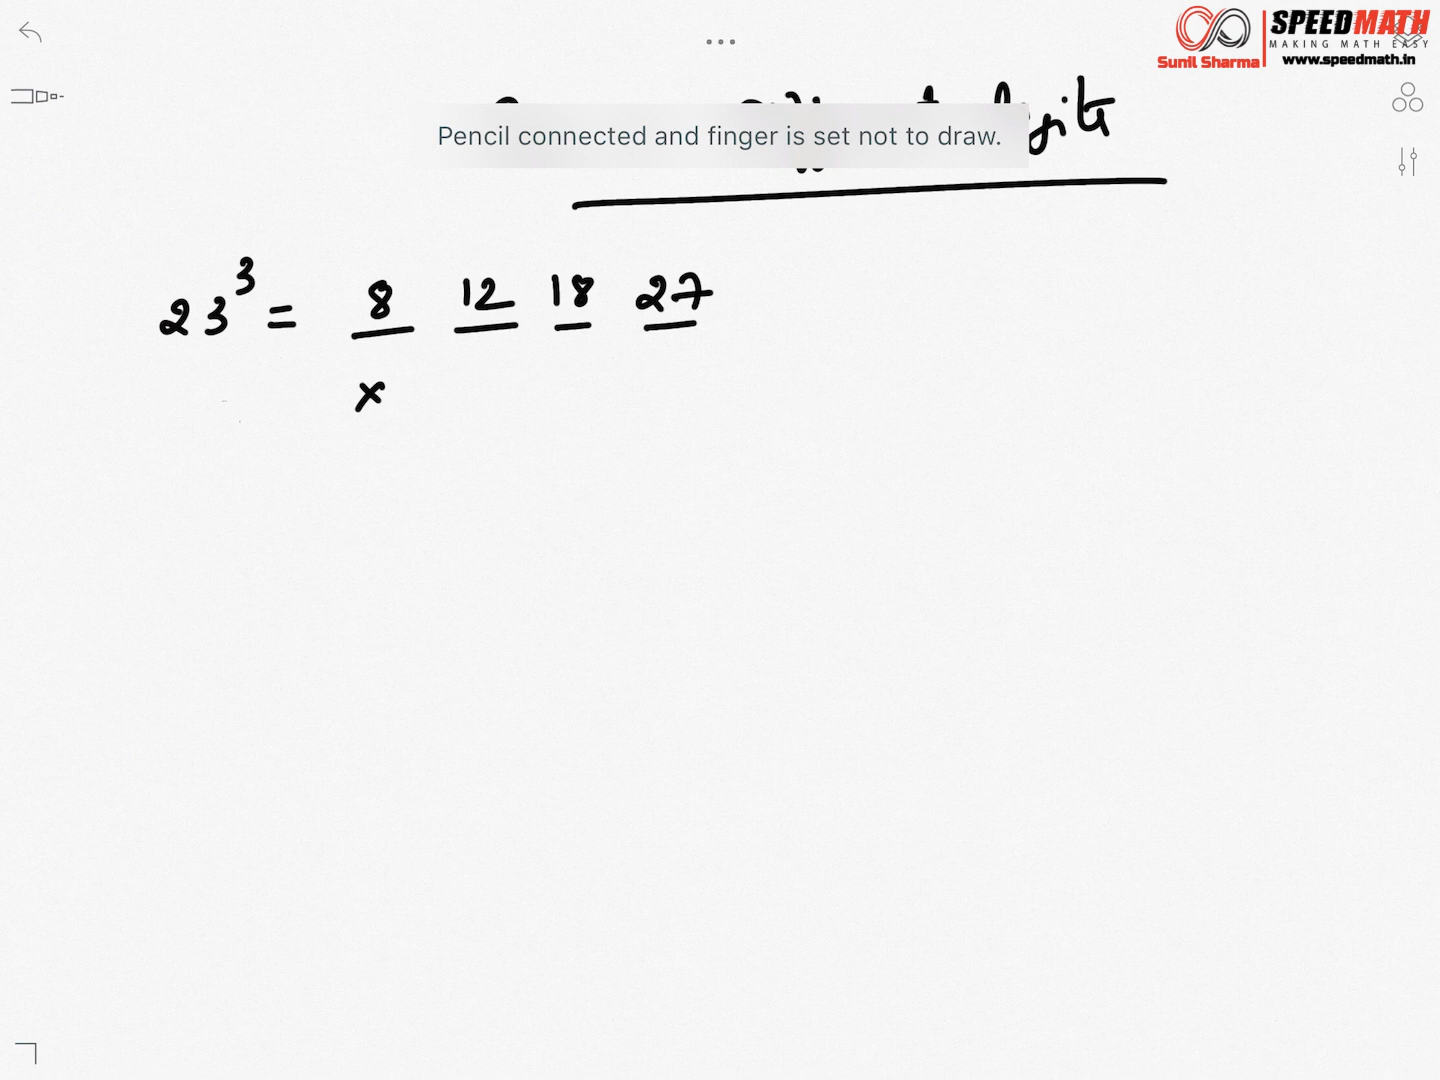 SPEEDMATH
MAKING MATH EASY
Sunil Sharma
www.speedmath.in
Pencil connected and finger is set not to draw.
23³ = 8 12 18 27
x